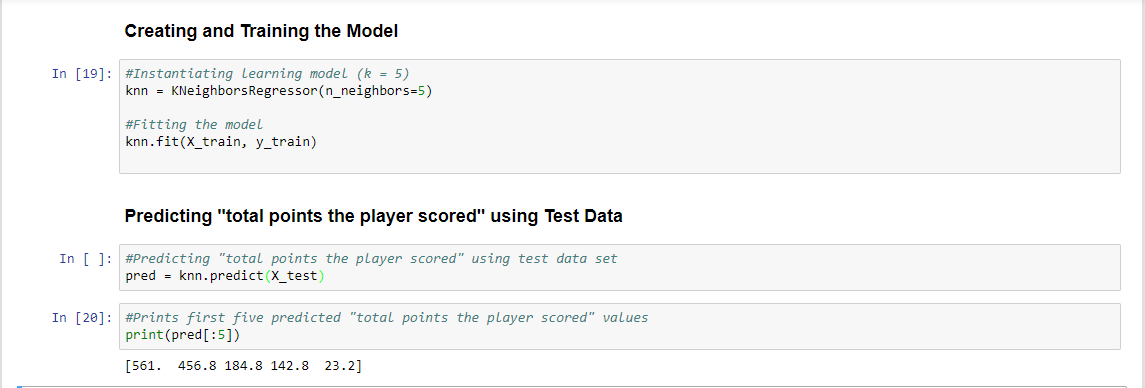 Creating and Training the Model
In [19]: #Instantiating learning model (k = 5)
knn = KNeighborsRegressor(n_neighbors=5)
#Fitting the model
knn.fit(X_train, y_train)
Predicting "total points the player scored" using Test Data
In [ ]: #Predicting "total points the player scored" using test data set
pred = knn.predict(X_test)
In [20]: #Prints first five predicted "total points the player scored" values
print(pred[:5])
[561.  456.8 184.8 142.8  23.2]